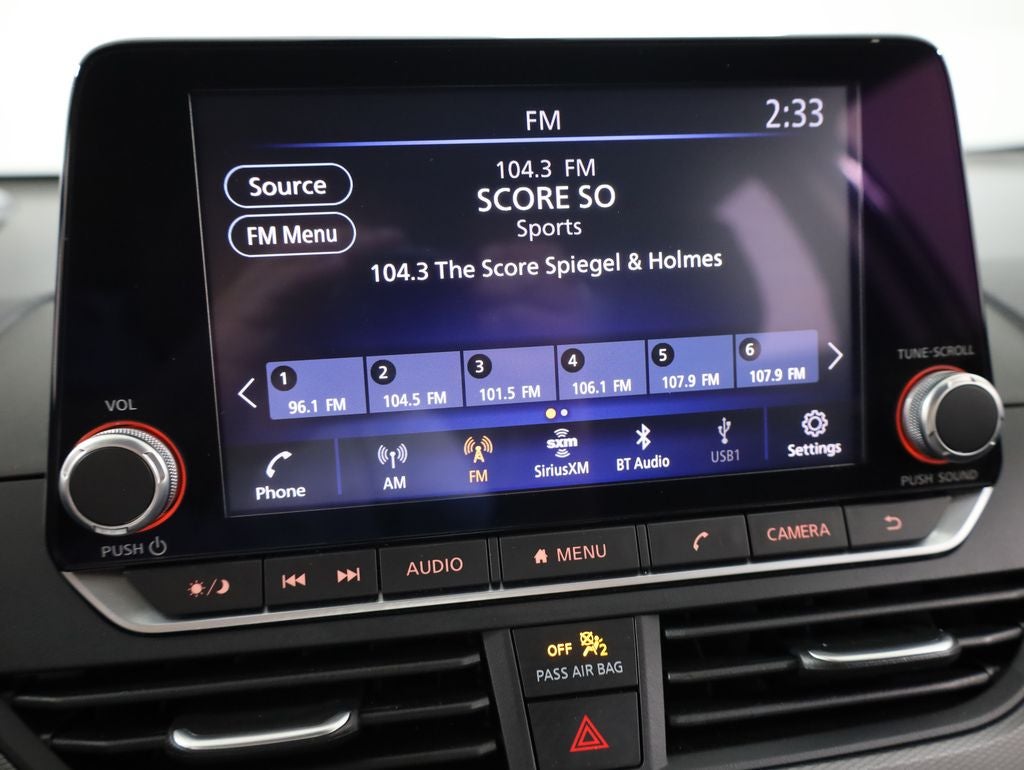 FM
2:33
104.3 FM
SCORE SO
Sports
104.3 The Score Spiegel & Holmes
Source
FM Menu
1 96.1 FM
2 104.5 FM
3 101.5 FM
4 106.1 FM
5 107.9 FM
6 107.9 FM
Phone
AM
FM
sxm
SiriusXM
BT Audio
USB1
Settings
VOL
PUSH
TUNE-SCROLL
PUSH SOUND
AUDIO
MENU
CAMERA
OFF
2
PASS AIR BAG